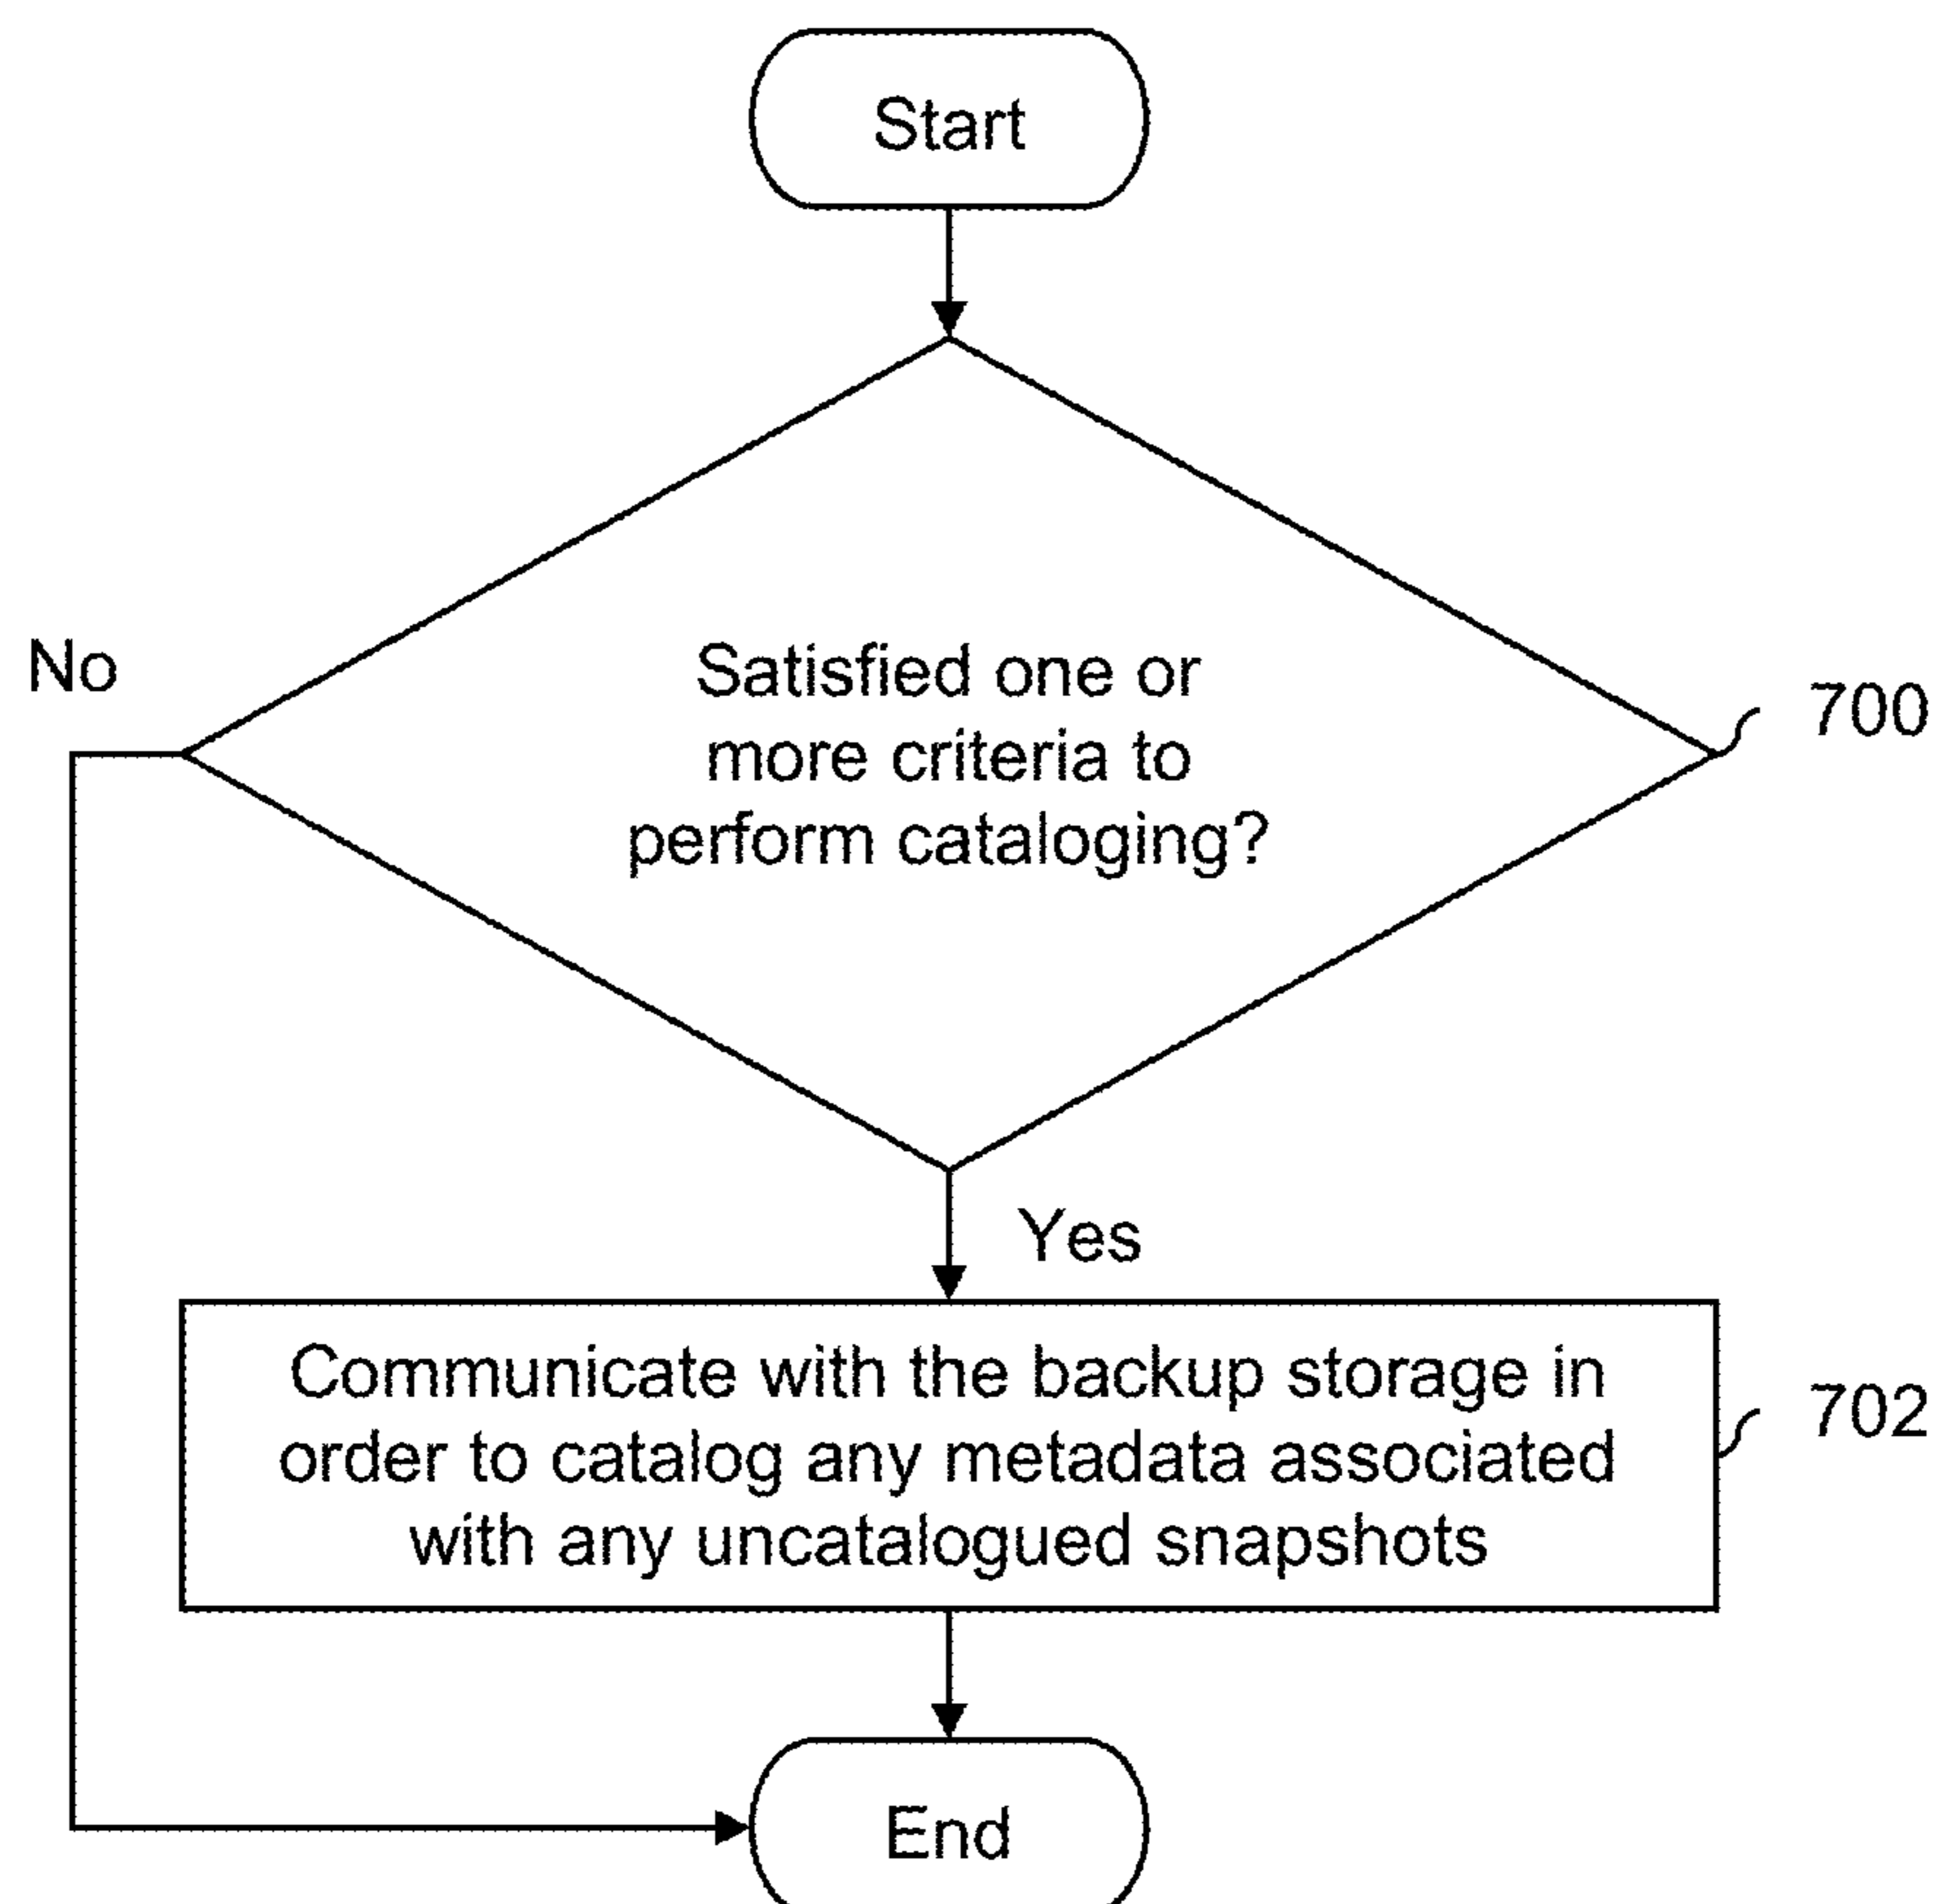 Start
No
Satisfied one or
more criteria to
perform cataloging?
700
Yes
Communicate with the backup storage in
order to catalog any metadata associated
with any uncatalogued snapshots
702
End